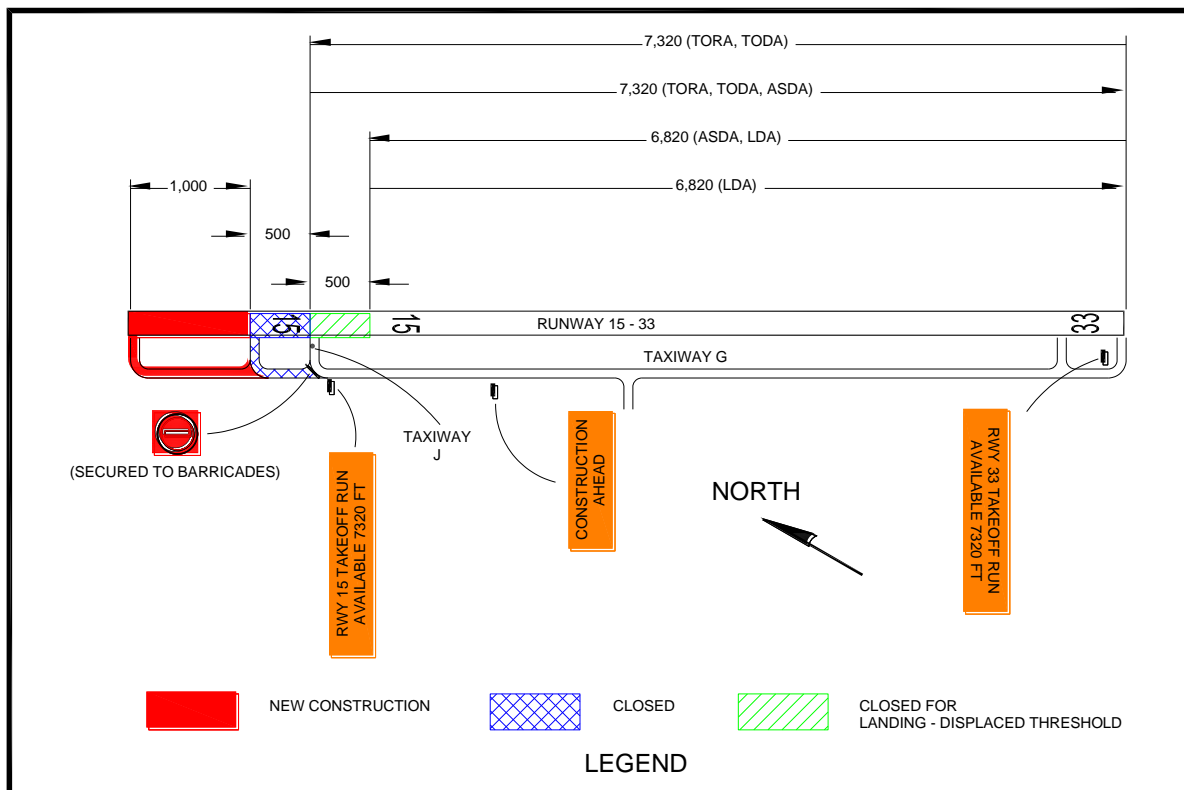 7,320 (TORA, TODA)
7,320 (TORA, TODA, ASDA)
6,820 (ASDA, LDA)
1,000
6,820 (LDA)
500
500
15
15
RUNWAY 15 - 33
33
TAXIWAY G
(SECURED TO BARRICADES)
TAXIWAY
J
RWY 15 TAKEOFF RUN
AVAILABLE 7320 FT
CONSTRUCTION
AHEAD
NORTH
RWY 33 TAKEOFF RUN
AVAILABLE 7320 FT
NEW CONSTRUCTION
CLOSED
CLOSED FOR
LANDING - DISPLACED THRESHOLD
LEGEND